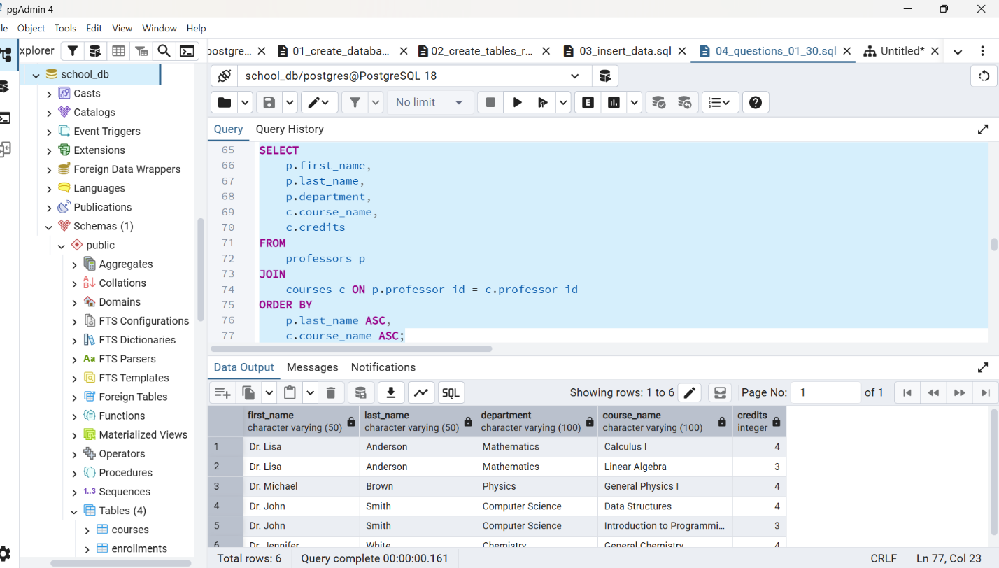 pgAdmin 4
le Object Tools Edit View Window Help
xplorer
postgre... 01_create_databa... 02_create_tables_r... 03_insert_data.sql 04_questions_01_30.sql Untitled*
school_db/postgres@PostgreSQL 18
No limit
E
Query Query History
school_db
Casts
Catalogs
Event Triggers
Extensions
Foreign Data Wrappers
Languages
Publications
Schemas (1)
public
Aggregates
Collations
Domains
FTS Configurations
FTS Dictionaries
Aa FTS Parsers
FTS Templates
Foreign Tables
Functions
Materialized Views
Operators
Procedures
1..3 Sequences
Tables (4)
courses
enrollments
65 SELECT
66 p.first_name,
67 p.last_name,
68 p.department,
69 c.course_name,
70 c.credits
71 FROM
72 professors p
73 JOIN
74 courses c ON p.professor_id = c.professor_id
75 ORDER BY
76 p.last_name ASC,
77 c.course_name ASC;
Data Output Messages Notifications
SQL Showing rows: 1 to 6 Page No: 1 of 1
first_name last_name department course_name credits
character varying (50) character varying (50) character varying (100) character varying (100) integer
1 Dr. Lisa Anderson Mathematics Calculus I 4
2 Dr. Lisa Anderson Mathematics Linear Algebra 3
3 Dr. Michael Brown Physics General Physics I 4
4 Dr. John Smith Computer Science Data Structures 4
5 Dr. John Smith Computer Science Introduction to Programmi... 3
6 Dr. Jennifer White Chemistry General Chemistry 4
Total rows: 6 Query complete 00:00:00.161 CRLF Ln 77, Col 23